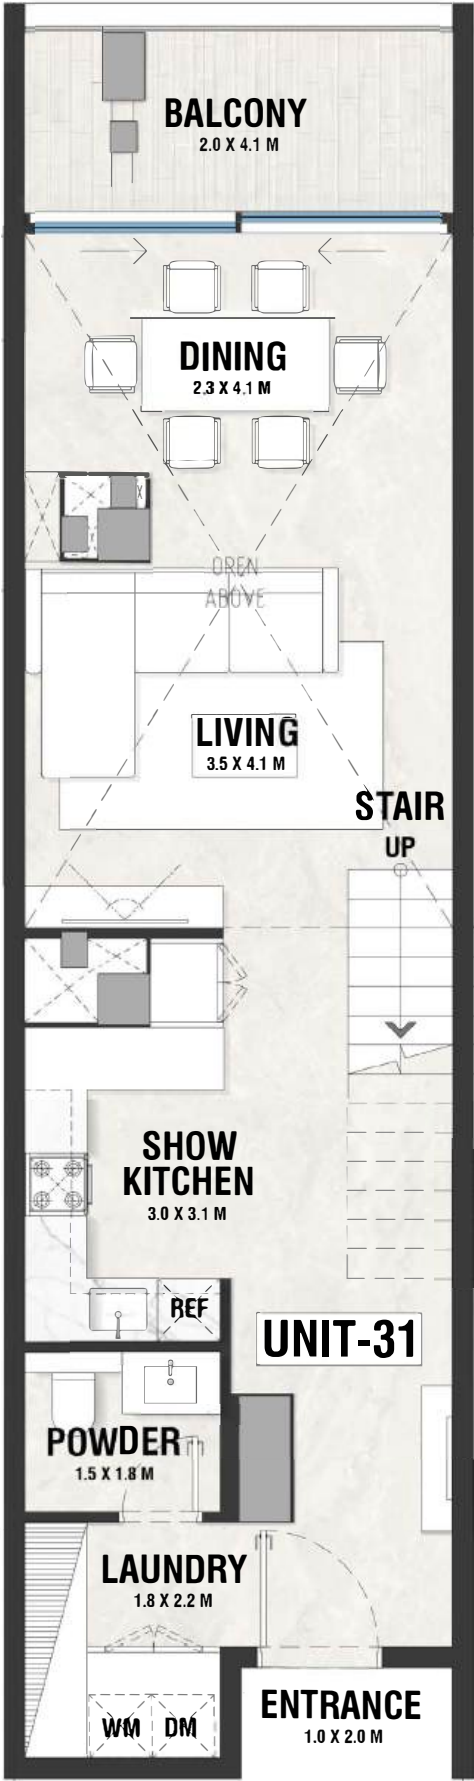 BALCONY
2.0 X 4.1 M
DINING
2.3 X 4.1 M
OPEN
ABOVE
LIVING
3.5 X 4.1 M
STAIR
UP
SHOW
KITCHEN
3.0 X 3.1 M
REF
UNIT-31
POWDER
1.5 X 1.8 M
LAUNDRY
1.8 X 2.2 M
WM
DM
ENTRANCE
1.0 X 2.0 M